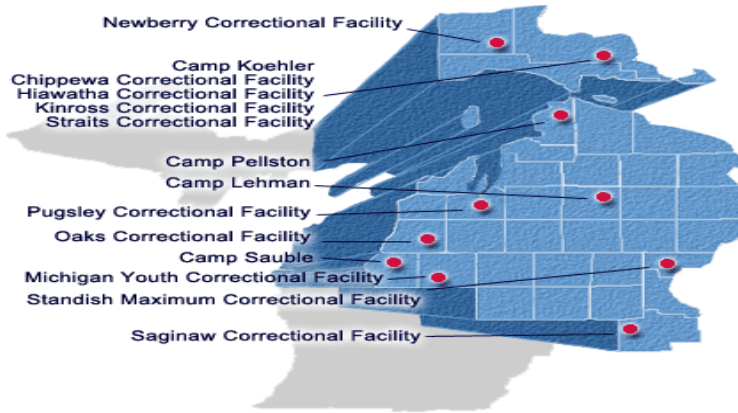 Newberry Correctional Facility
Camp Koehler
Chippewa Correctional Facility
Hiawatha Correctional Facility
Kinross Correctional Facility
Straits Correctional Facility
Camp Pellston
Camp Lehman
Pugsley Correctional Facility
Oaks Correctional Facility
Camp Sauble
Michigan Youth Correctional Facility
Standish Maximum Correctional Facility
Saginaw Correctional Facility